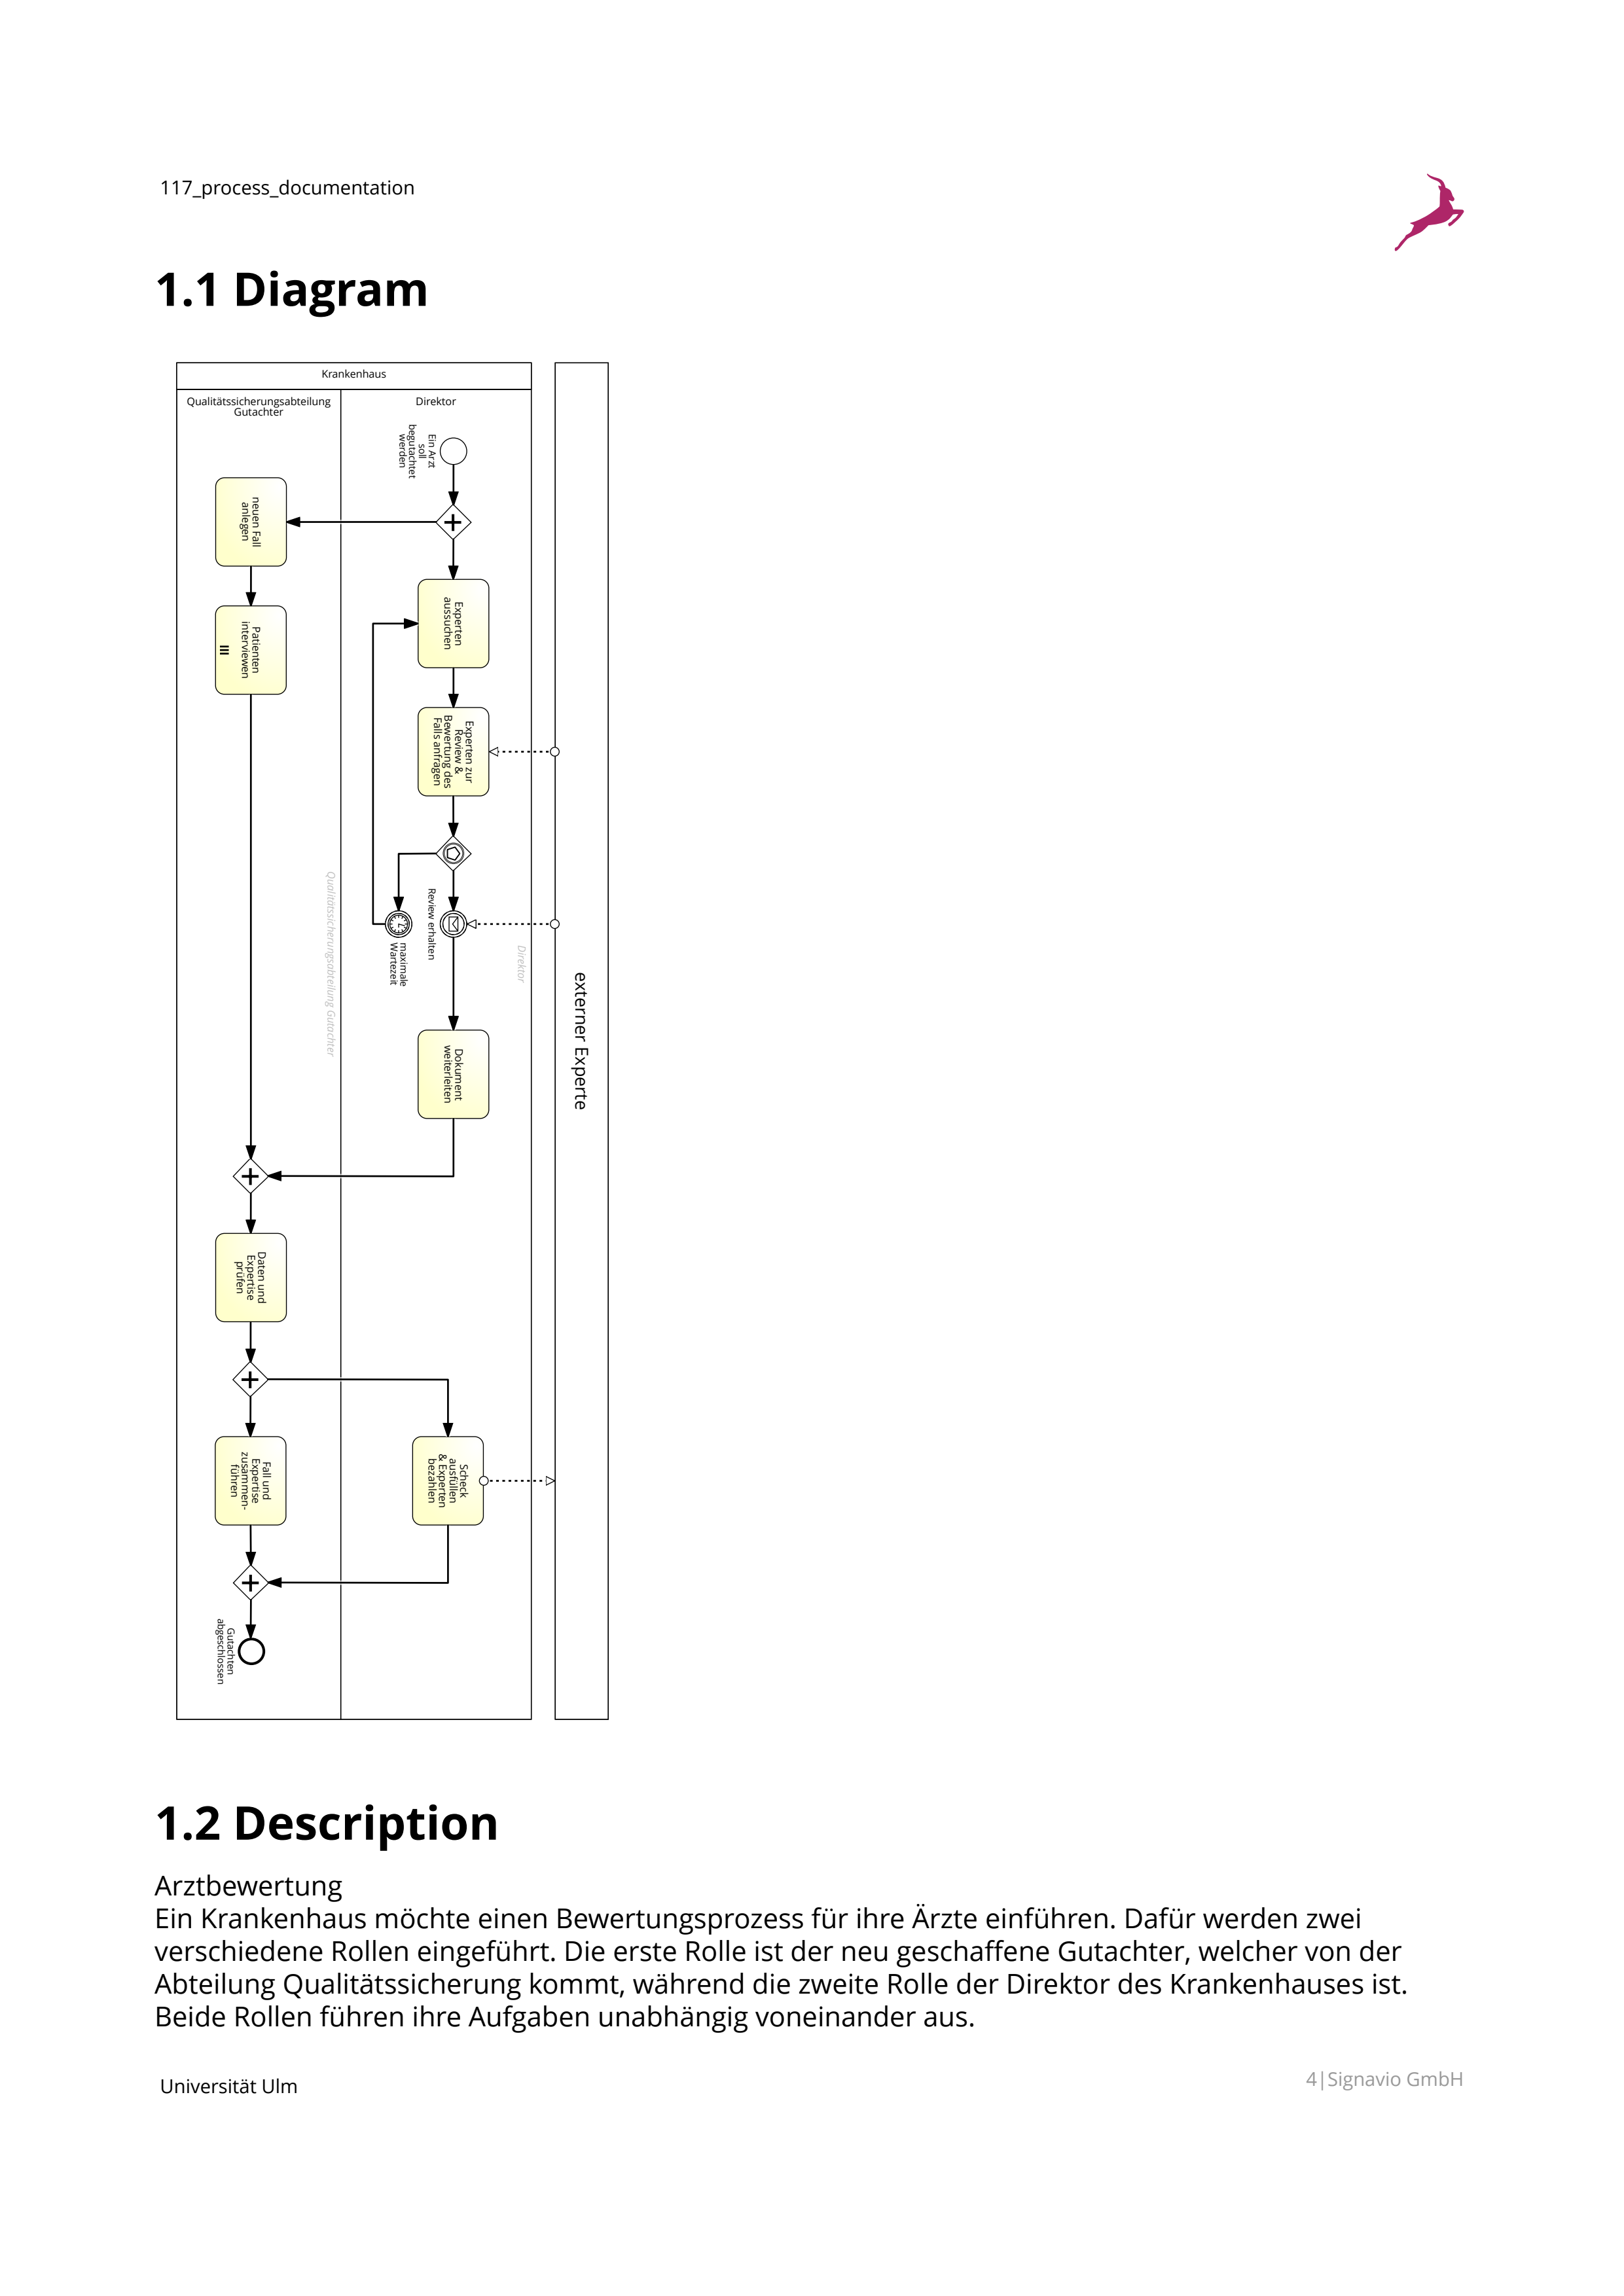 117_process_documentation
1.1 Diagram
Krankenhaus
Qualitätssicherungsabteilung
Gutachter
Direktor
Ein Arzt
soll
begutachtet
werden
neuen Fall
anlegen
Experten
aussuchen
Patienten
interviewen
Experten zur
Review &
Bewertung des
Falls anfragen
Review erhalten
maximale
Wartezeit
Qualitätssicherungsabteilung Gutachter
Direktor
externer Experte
Dokument
weiterleiten
Daten und
Expertise
prüfen
Fall und
Expertise
zusammen-
führen
Scheck
ausfüllen
& Experten
bezahlen
Gutachten
abgeschlossen
1.2 Description
Arztbewertung
Ein Krankenhaus möchte einen Bewertungsprozess für ihre Ärzte einführen. Dafür werden zwei
verschiedene Rollen eingeführt. Die erste Rolle ist der neu geschaffene Gutachter, welcher von der
Abteilung Qualitätssicherung kommt, während die zweite Rolle der Direktor des Krankenhauses ist.
Beide Rollen führen ihre Aufgaben unabhängig voneinander aus.
Universität Ulm
4|Signavio GmbH